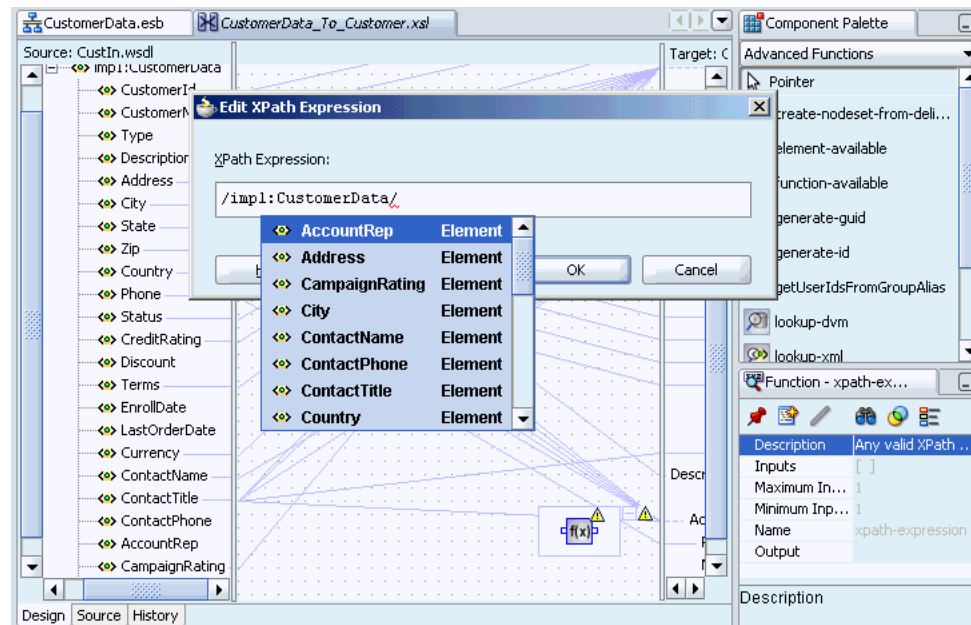 CustomerData.esb
CustomerData_To_Customer.xsl
Component Palette
Source: CustIn.wsdl
Target: C
Advanced Functions
imp1:CustomerData
Pointer
CustomerId
CustomerN
Type
Description
Address
City
State
Zip
Country
Phone
Status
CreditRating
Discount
Terms
EnrollDate
LastOrderDate
Currency
ContactName
ContactTitle
ContactPhone
AccountRep
CampaignRating
Edit XPath Expression
XPath Expression:
/imp1:CustomerData/
AccountRep Element
Address Element
CampaignRating Element
City Element
ContactName Element
ContactPhone Element
ContactTitle Element
Country Element
OK
Cancel
create-nodeset-from-deli...
element-available
function-available
generate-guid
generate-id
getUserIdsFromGroupAlias
lookup-dvm
lookup-xml
Function - xpath-ex...
Description Any valid XPath ...
Inputs [ ]
Maximum In... 1
Minimum Inp... 1
Name xpath-expression
Output
Description
Descr
Ac
f(x)
Design Source History